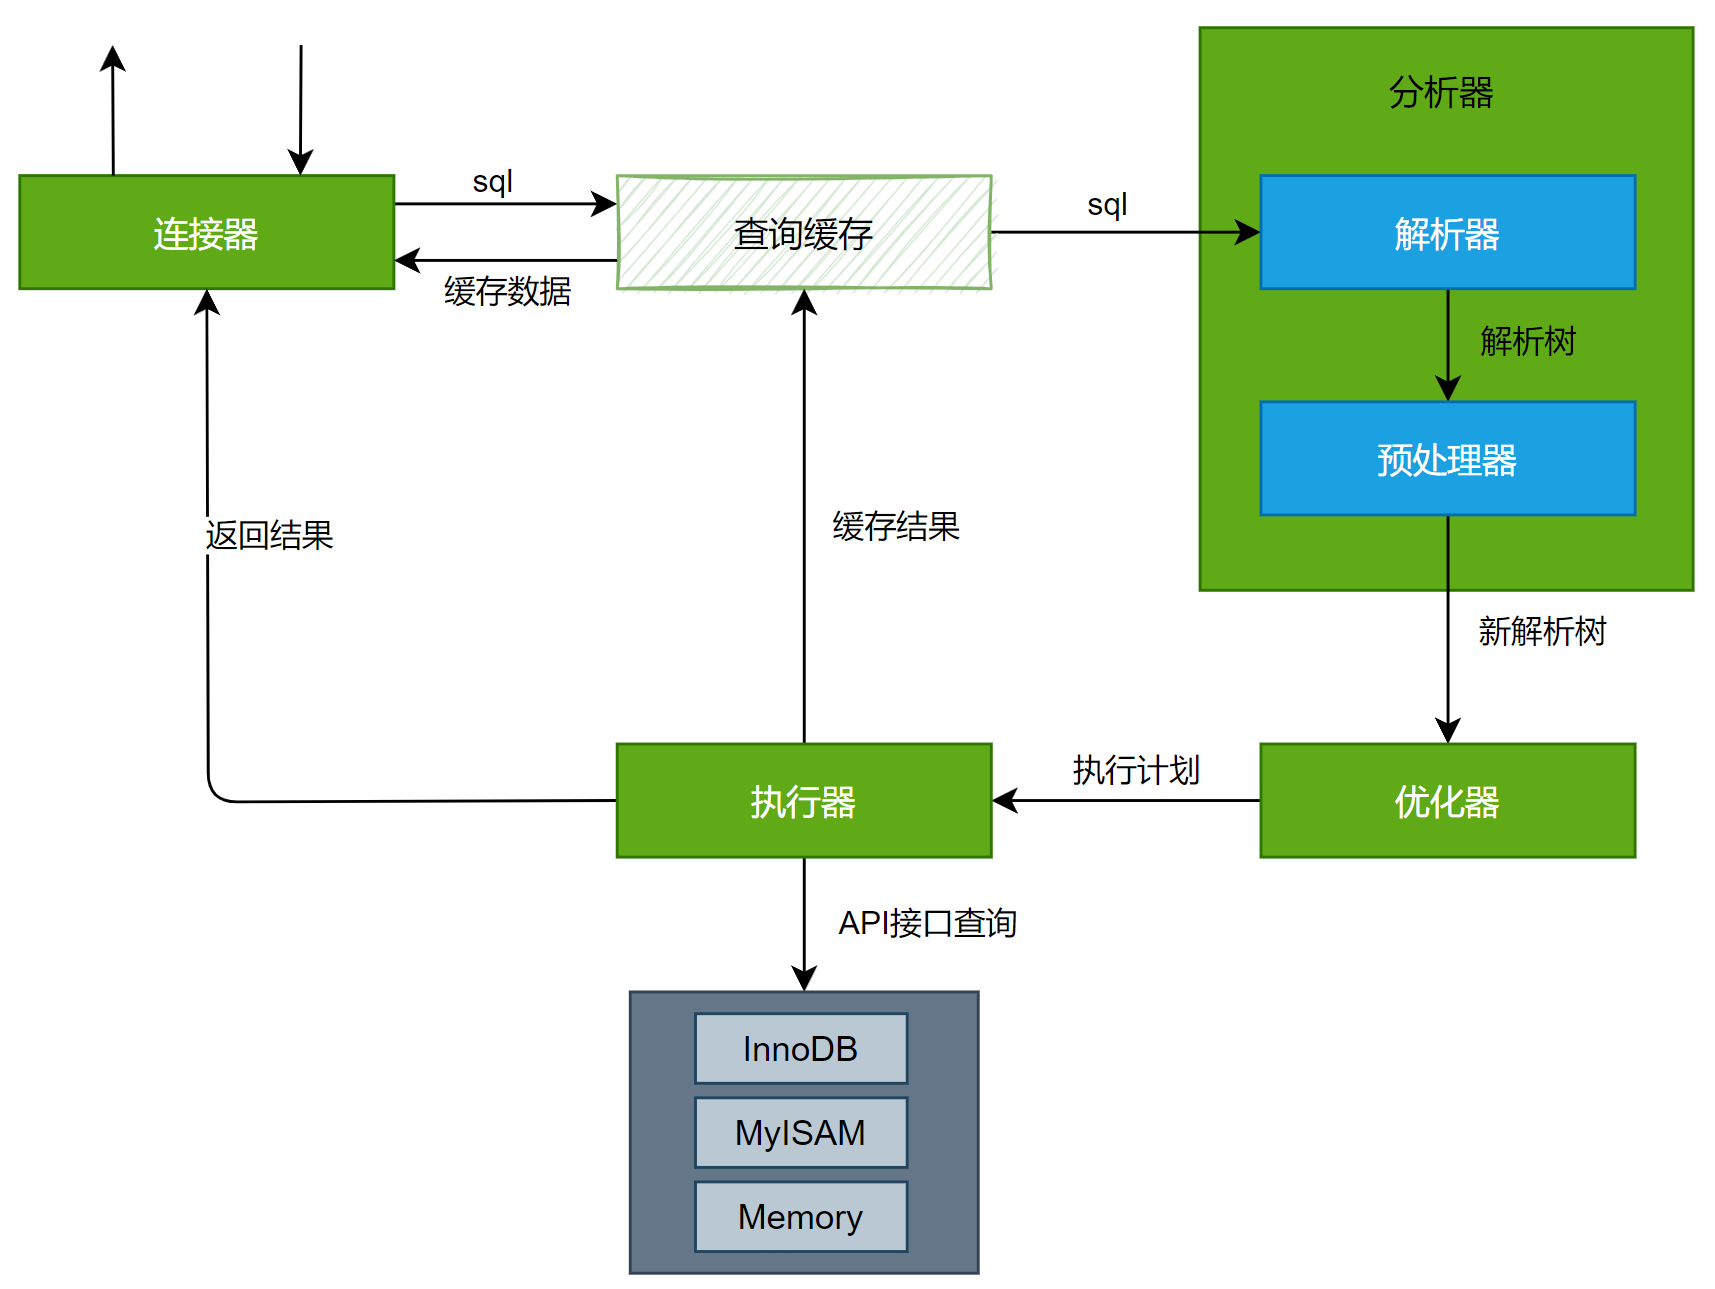 分析器
sql
连接器
查询缓存
sql
解析器
缓存数据
解析树
预处理器
返回结果
缓存结果
新解析树
执行计划
执行器
优化器
API接口查询
InnoDB
MyISAM
Memory